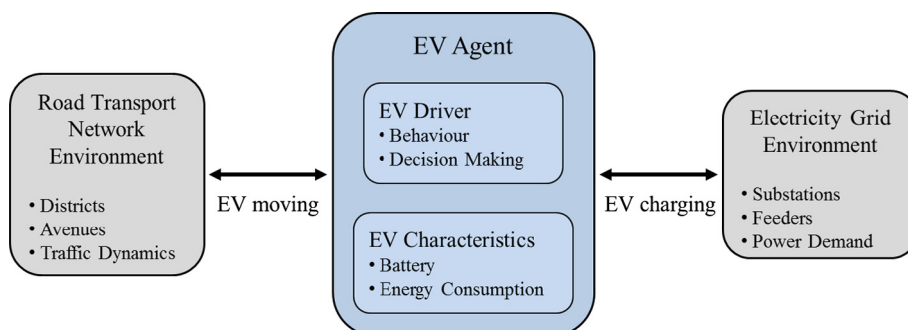 Road Transport
Network
Environment
• Districts
• Avenues
• Traffic Dynamics
EV moving
EV Agent
EV Driver
• Behaviour
• Decision Making
EV Characteristics
• Battery
• Energy Consumption
EV charging
Electricity Grid
Environment
• Substations
• Feeders
• Power Demand